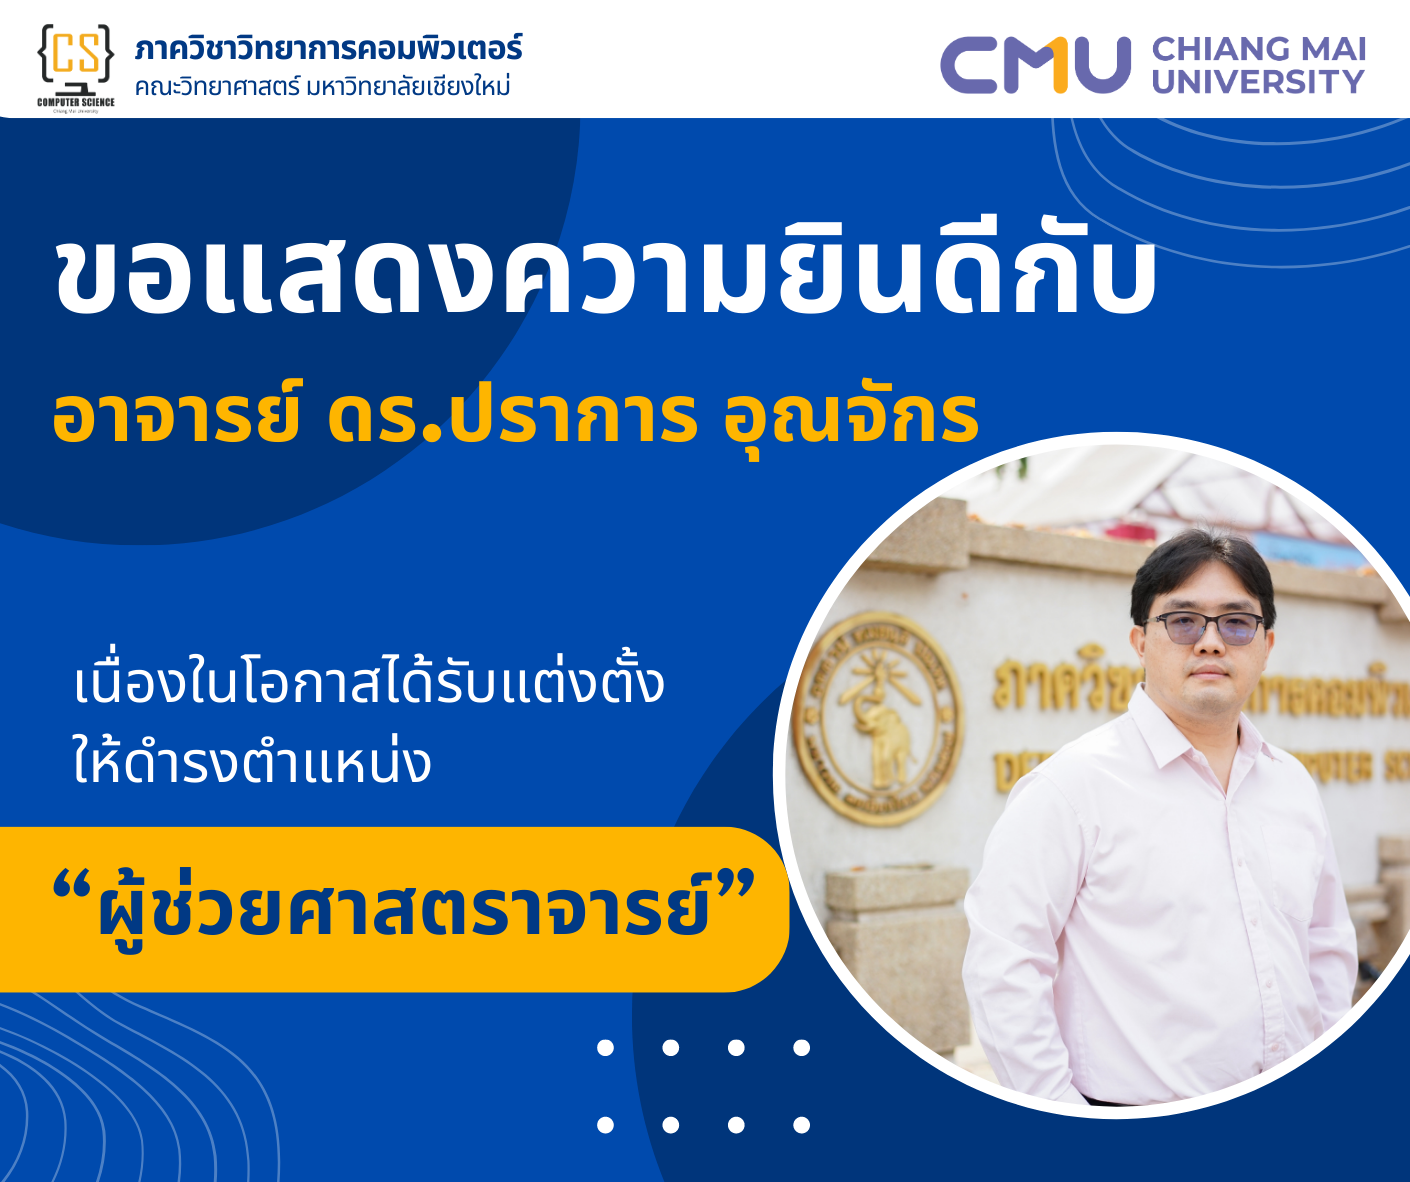 {CS}
COMPUTER SCIENCE
Chiang Mai University
ภาควิชาวิทยาการคอมพิวเตอร์
คณะวิทยาศาสตร์ มหาวิทยาลัยเชียงใหม่
CMU
CHIANG MAI
UNIVERSITY
ขอแสดงความยินดีกับ
อาจารย์ ดร.ปราการ อุณจักร
เนื่องในโอกาสได้รับแต่งตั้ง
ให้ดำรงตำแหน่ง
“ผู้ช่วยศาสตราจารย์”